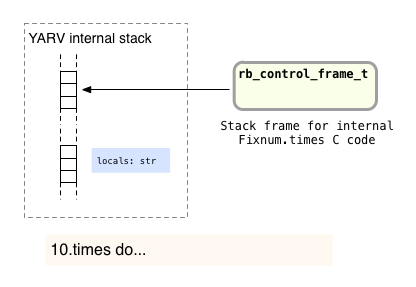 YARV internal stack
rb_control_frame_t
Stack frame for internal
Fixnum.times C code
locals: str
10.times do...